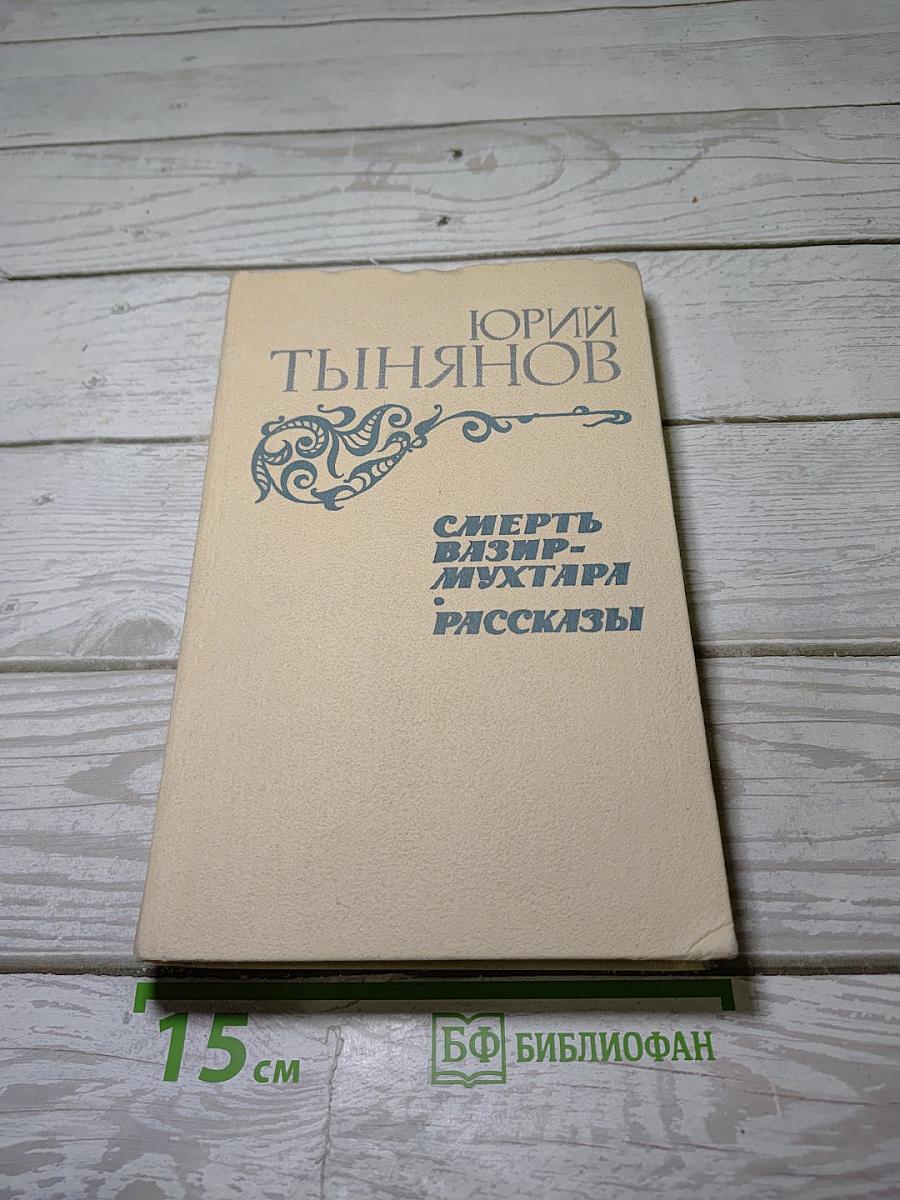 ЮРИЙ
ТЫНЯНОВ
СМЕРТЬ
ВАЗИР-
МУХТАРА
•
РАССКАЗЫ
15 см
БФ БИБЛИОФАН